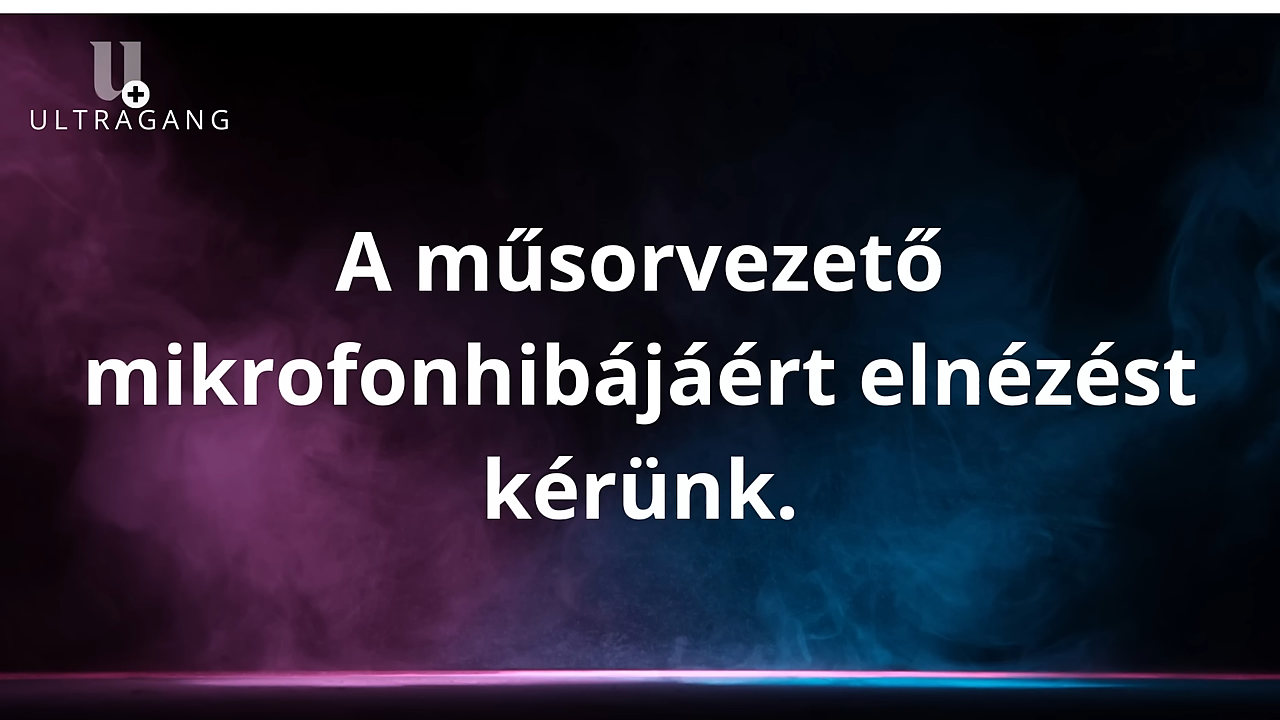 u+
ULTRAGANG
A műsorvezető
mikrofonhibájáért elnézést
kérünk.